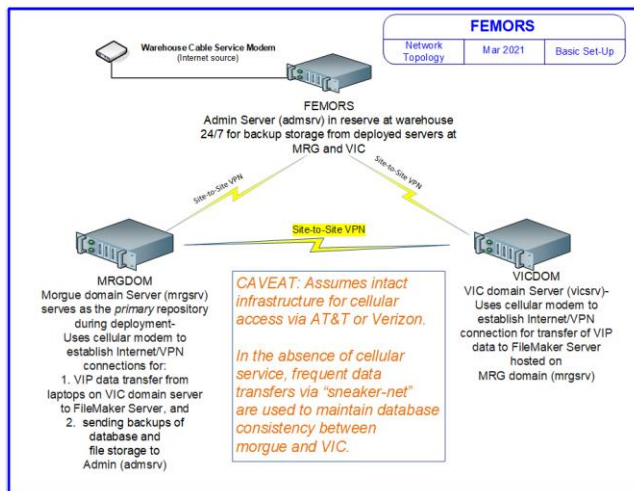 FEMORS
Network
Topology
Mar 2021
Basic Set-Up
Warehouse Cable Service Modem
(Internet source)
FEMORS
Admin Server (admsrv) in reserve at warehouse
24/7 for backup storage from deployed servers at
MRG and VIC
Site-to-Site VPN
Site-to-Site VPN
Site-to-Site VPN
MRGDOM
Morgue domain Server (mrgsrv)
serves as the primary repository
during deployment-
Uses cellular modem to
establish Internet/VPN
connections for:
1. VIP data transfer from
laptops on VIC domain server
to FileMaker Server, and
2. sending backups of
database and
file storage to
Admin (admsrv)
CAVEAT: Assumes intact
infrastructure for cellular
access via AT&T or Verizon.
In the absence of cellular
service, frequent data
transfers via “sneaker-net”
are used to maintain database
consistency between
morgue and VIC.
VICDOM
VIC domain Server (vicsrv)-
Uses cellular modem to
establish Internet/VPN
connection for transfer of VIP
data to FileMaker Server
hosted on
MRG domain (mrgsrv)